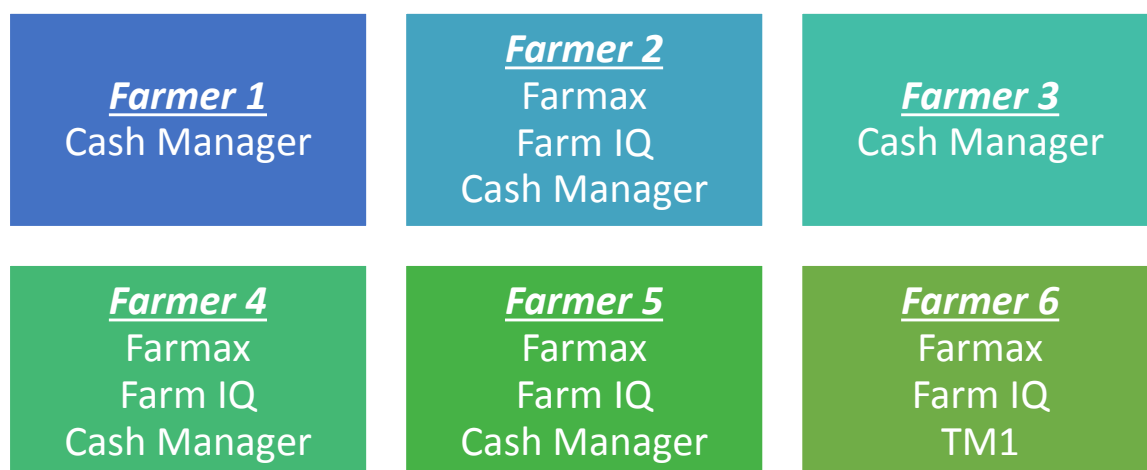 Farmer 1
Cash Manager
Farmer 2
Farmax
Farm IQ
Cash Manager
Farmer 3
Cash Manager
Farmer 4
Farmax
Farm IQ
Cash Manager
Farmer 5
Farmax
Farm IQ
Cash Manager
Farmer 6
Farmax
Farm IQ
TM1